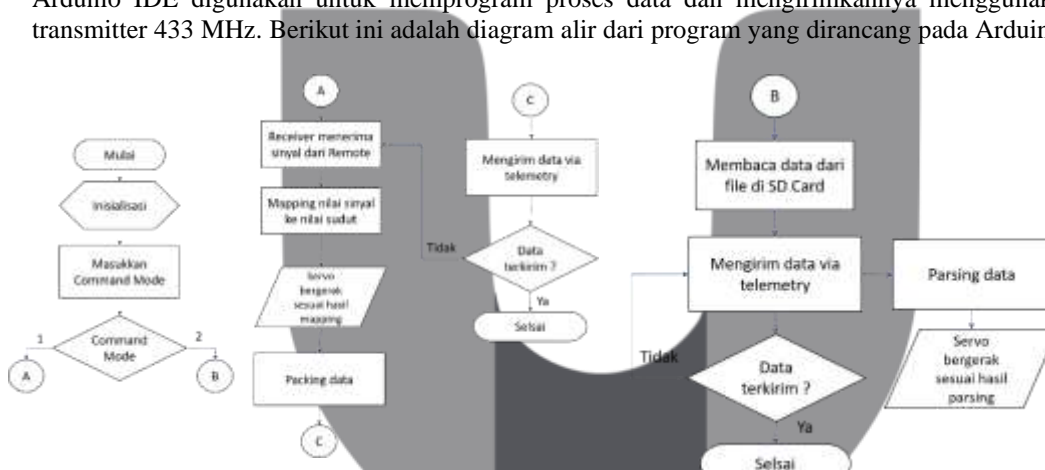 Arduino IDE digunakan untuk memprogram proses data dan mengirimkannya menggunak
transmitter 433 MHz. Berikut ini adalah diagram alir dari program yang dirancang pada Arduin
Mulai
Inisialisasi
Masukkan
Command Mode
Command
Mode
1
2
A
B
A
Receiver menerima
sinyal dari Remote
Mapping nilai sinyal
ke nilai sudut
Servo
bergerak
sesuai hasil
mapping
Packing data
C
C
Mengirim data via
telemetry
Data
terkirim ?
Tidak
Ya
Selsai
B
Membaca data dari
file di SD Card
Mengirim data via
telemetry
Data
terkirim ?
Tidak
Ya
Selsai
Parsing data
Servo
bergerak
sesuai hasil
parsing